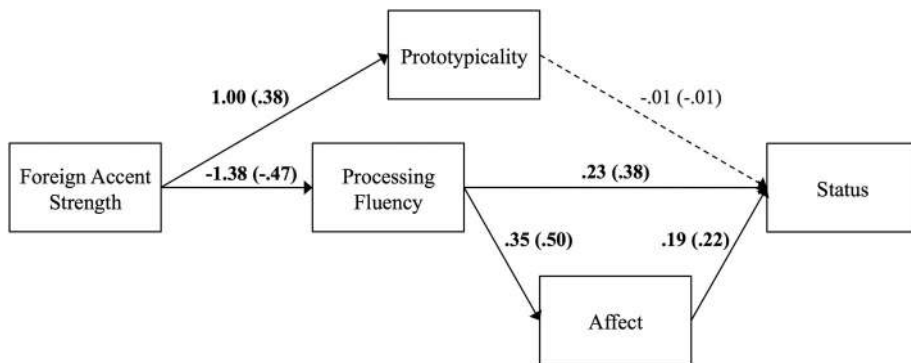 Prototypicality
1.00 (.38)
-.01 (-.01)
Foreign Accent
Strength
-1.38 (-.47)
Processing
Fluency
.23 (.38)
Status
.35 (.50)
.19 (.22)
Affect